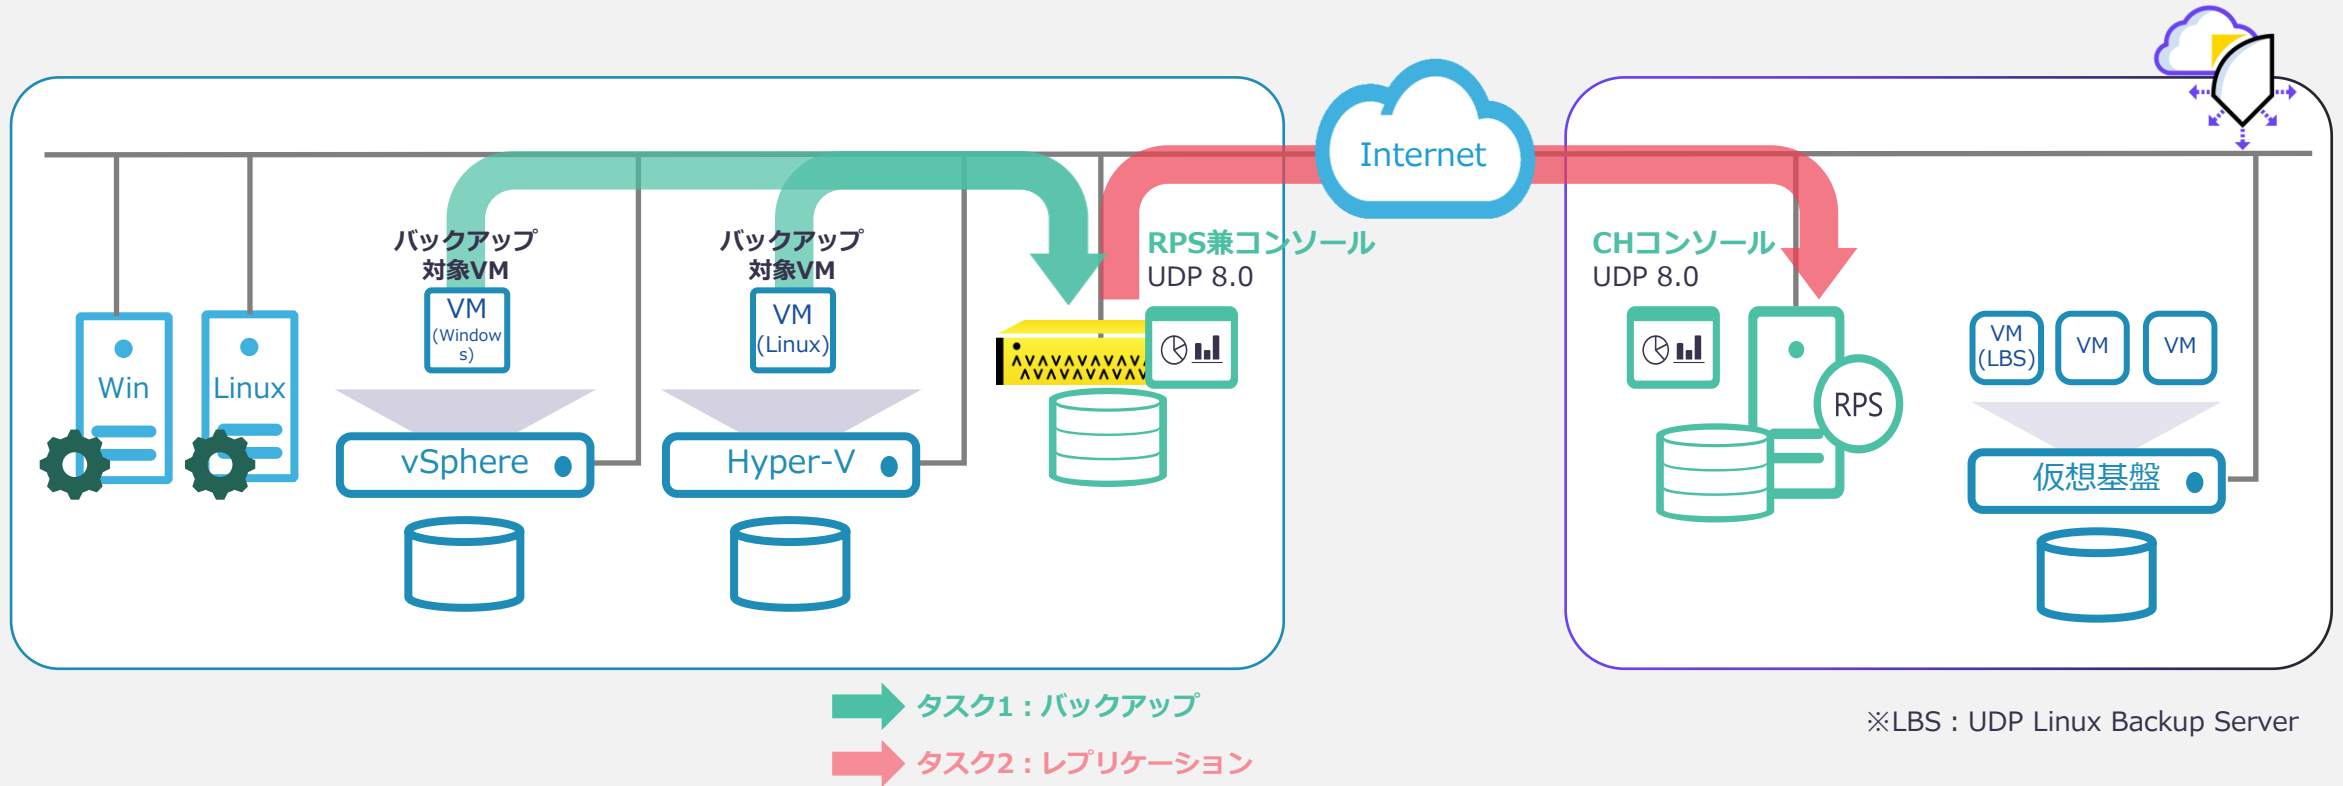 Internet
バックアップ
対象VM
バックアップ
対象VM
RPS兼コンソール
UDP 8.0
CHコンソール
UDP 8.0
VM
(Window
s)
VM
(Linux)
VM
(LBS)
VM
VM
Win
Linux
RPS
vSphere
Hyper-V
仮想基盤
タスク1：バックアップ
タスク2：レプリケーション
※LBS : UDP Linux Backup Server